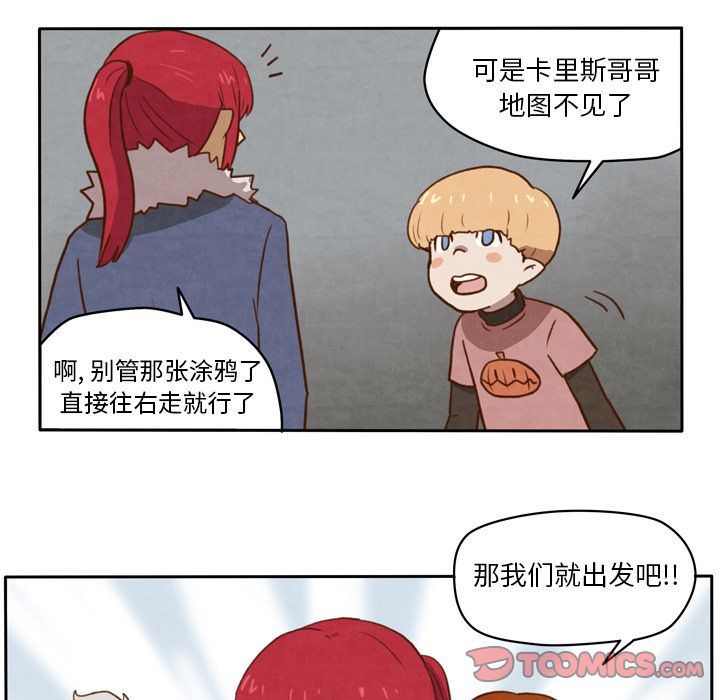 可是卡里斯哥哥
地图不见了
啊, 别管那张涂鸦了
直接往右走就行了
那我们就出发吧!!
TOOMICS.COM